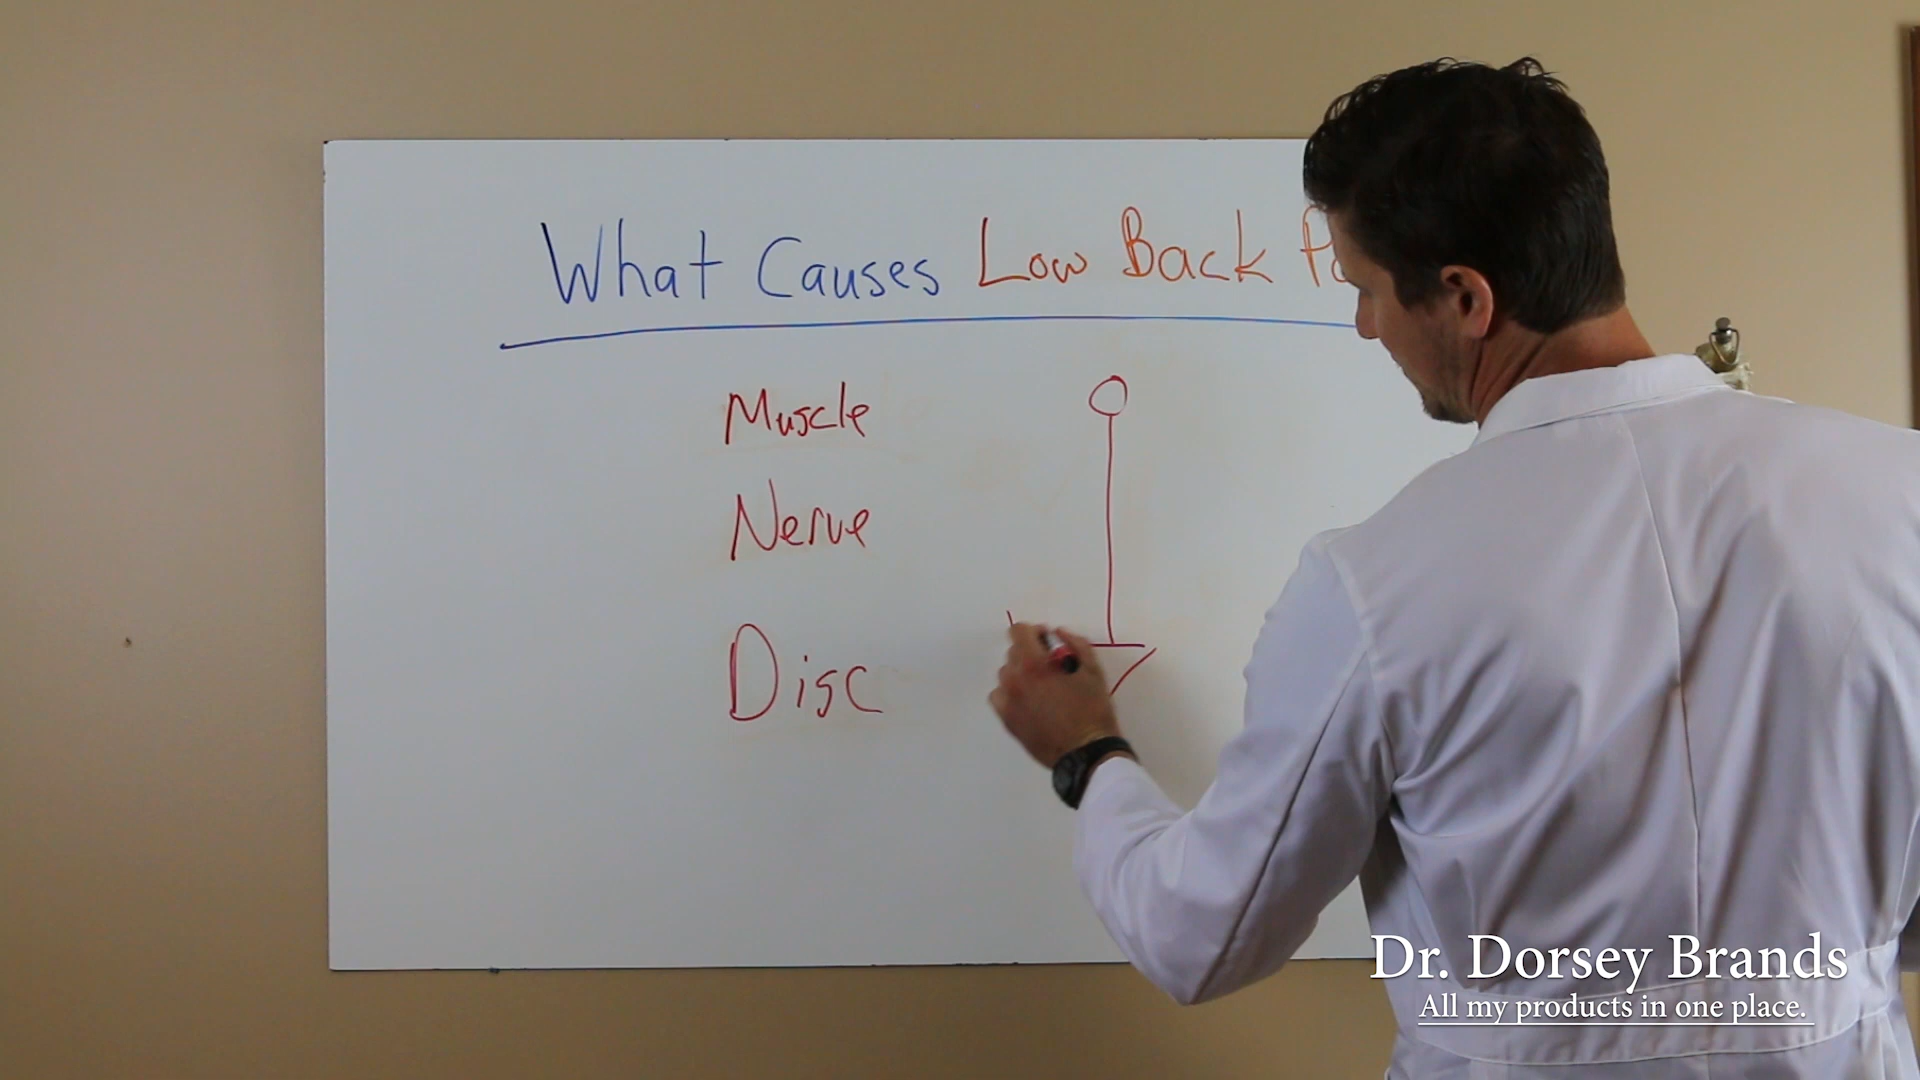 What Causes Low Back Pa
Muscle
Nerve
Disc
Dr. Dorsey Brands
All my products in one place.